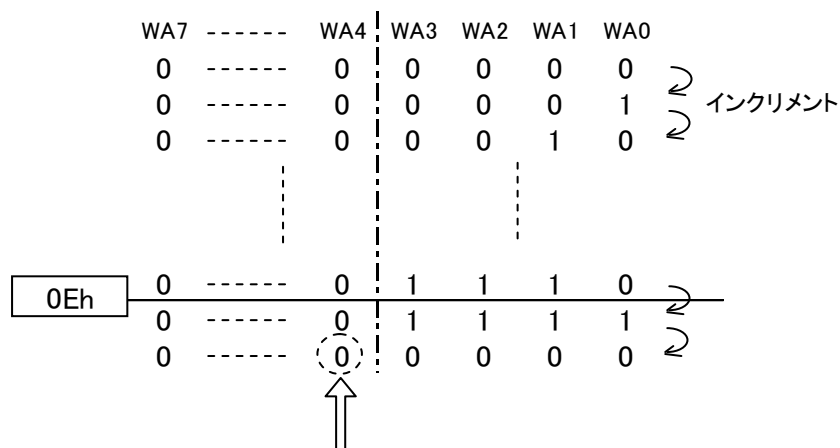 WA7 ------ WA4 WA3 WA2 WA1 WA0
0 ------ 0 0 0 0 0
0 ------ 0 0 0 0 1 インクリメント
0 ------ 0 0 0 1 0
0Eh 0 ------ 0 1 1 1 0
0 ------ 0 1 1 1 1
0 ------ 0 0 0 0 0